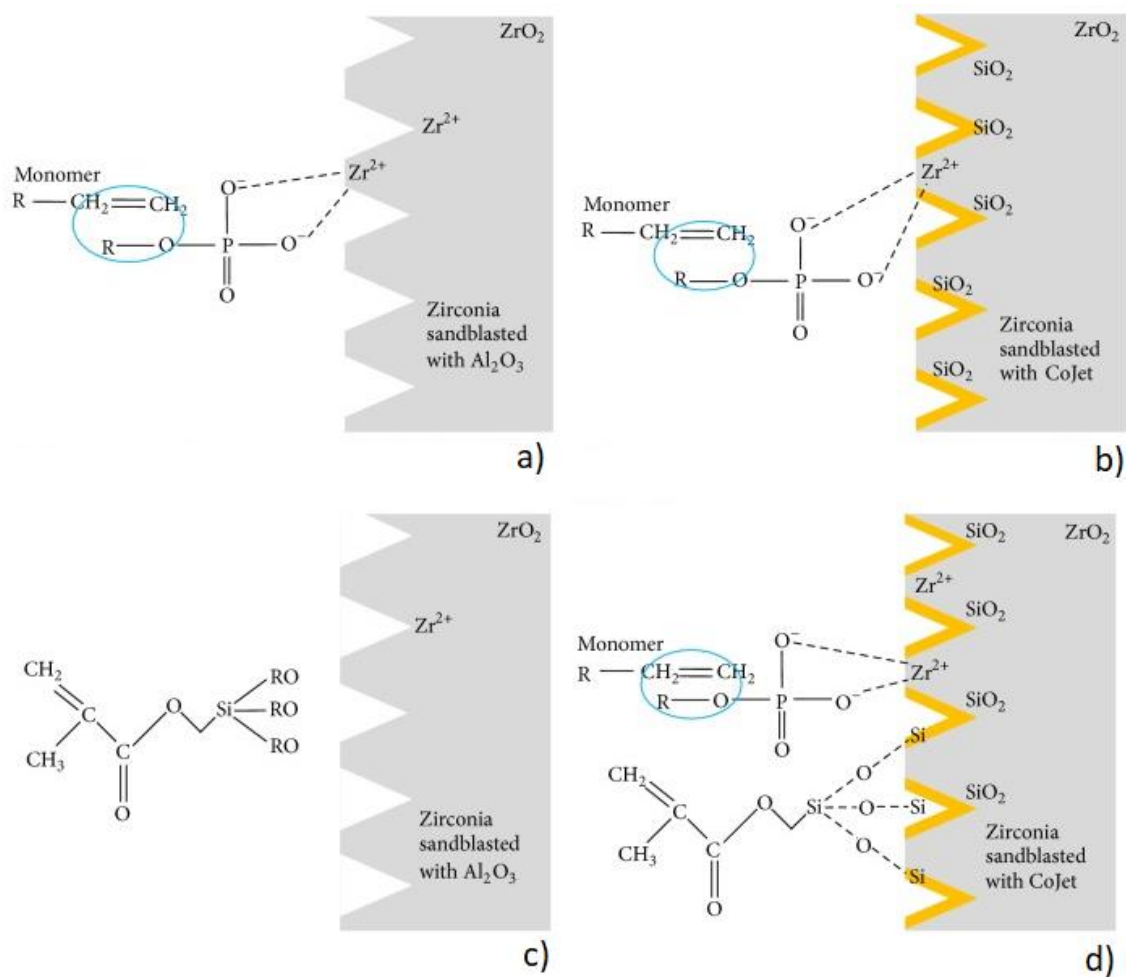 ZrO₂
Zr²⁺
Zr²⁺
Monomer
R—CH₂=CH₂
O⁻
R—O—P—O⁻
O
Zirconia
sandblasted
with Al₂O₃
a)
ZrO₂
SiO₂
SiO₂
Zr²⁺
Monomer
R—CH₂=CH₂
O⁻
SiO₂
R—O—P—O⁻
O
SiO₂
Zirconia
sandblasted
with CoJet
SiO₂
b)
ZrO₂
Zr²⁺
CH₂
O
Si
RO
RO
RO
C
CH₃
C
O
Zirconia
sandblasted
with Al₂O₃
c)
SiO₂
ZrO₂
Zr²⁺
SiO₂
Monomer
R—CH₂=CH₂
O⁻
Zr²⁺
R—O—P—O⁻
O
SiO₂
Si
O
CH₂
O
Si
O
Si
SiO₂
C
CH₃
C
O
O
Si
Zirconia
sandblasted
with CoJet
d)